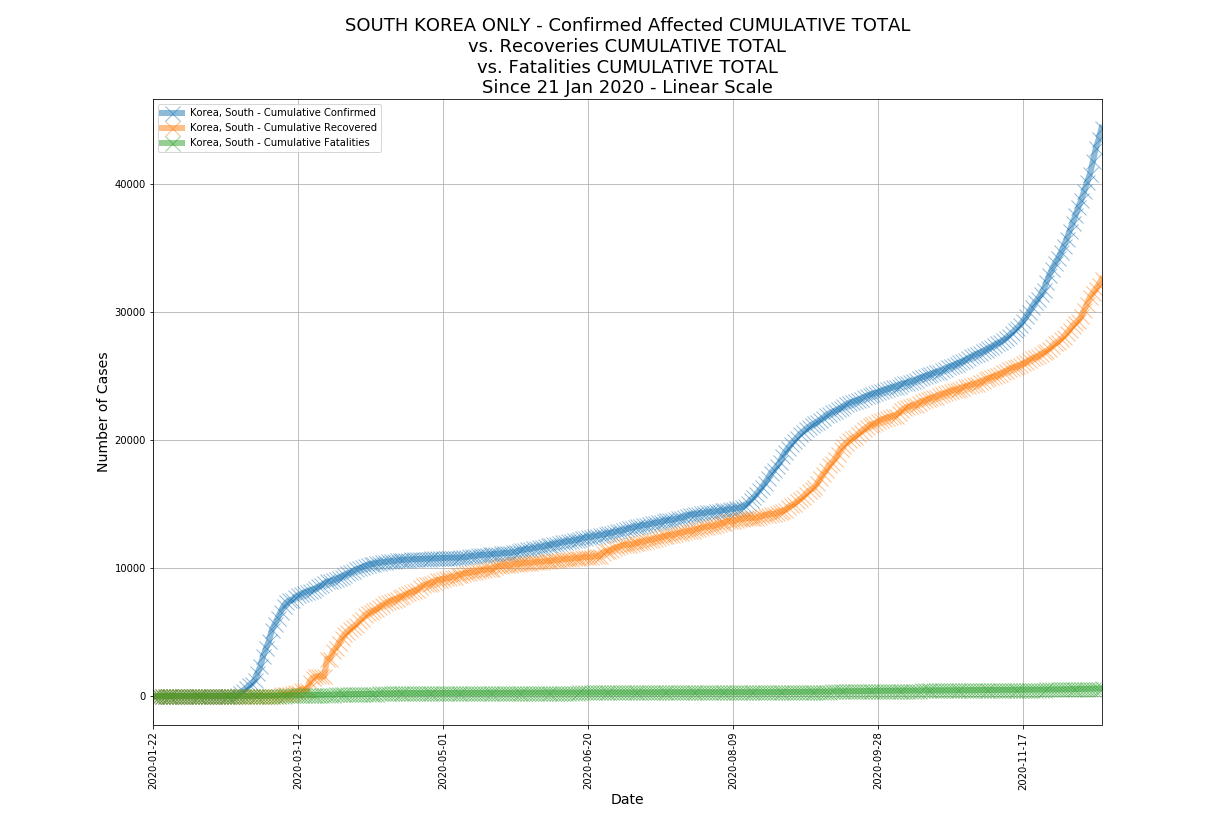 SOUTH KOREA ONLY - Confirmed Affected CUMULATIVE TOTAL
vs. Recoveries CUMULATIVE TOTAL
vs. Fatalities CUMULATIVE TOTAL
Since 21 Jan 2020 - Linear Scale
Korea, South - Cumulative Confirmed
Korea, South - Cumulative Recovered
Korea, South - Cumulative Fatalities
Number of Cases
40000
30000
20000
10000
0
2020-01-22
2020-03-12
2020-05-01
2020-06-20
2020-08-09
2020-09-28
2020-11-17
Date